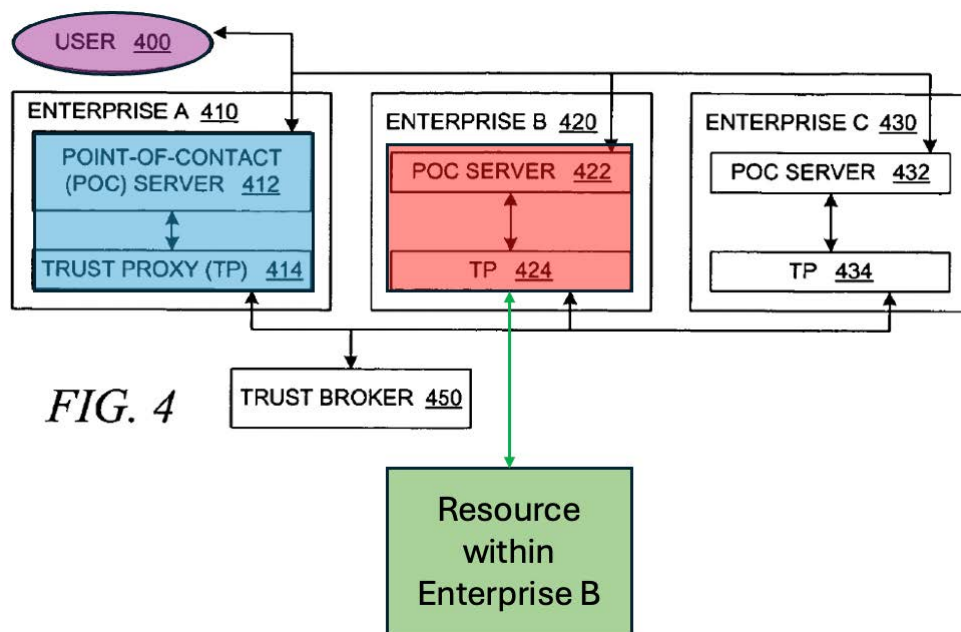 USER 400
ENTERPRISE A 410
POINT-OF-CONTACT
(POC) SERVER 412
TRUST PROXY (TP) 414
ENTERPRISE B 420
POC SERVER 422
TP 424
ENTERPRISE C 430
POC SERVER 432
TP 434
FIG. 4
TRUST BROKER 450
Resource
within
Enterprise B